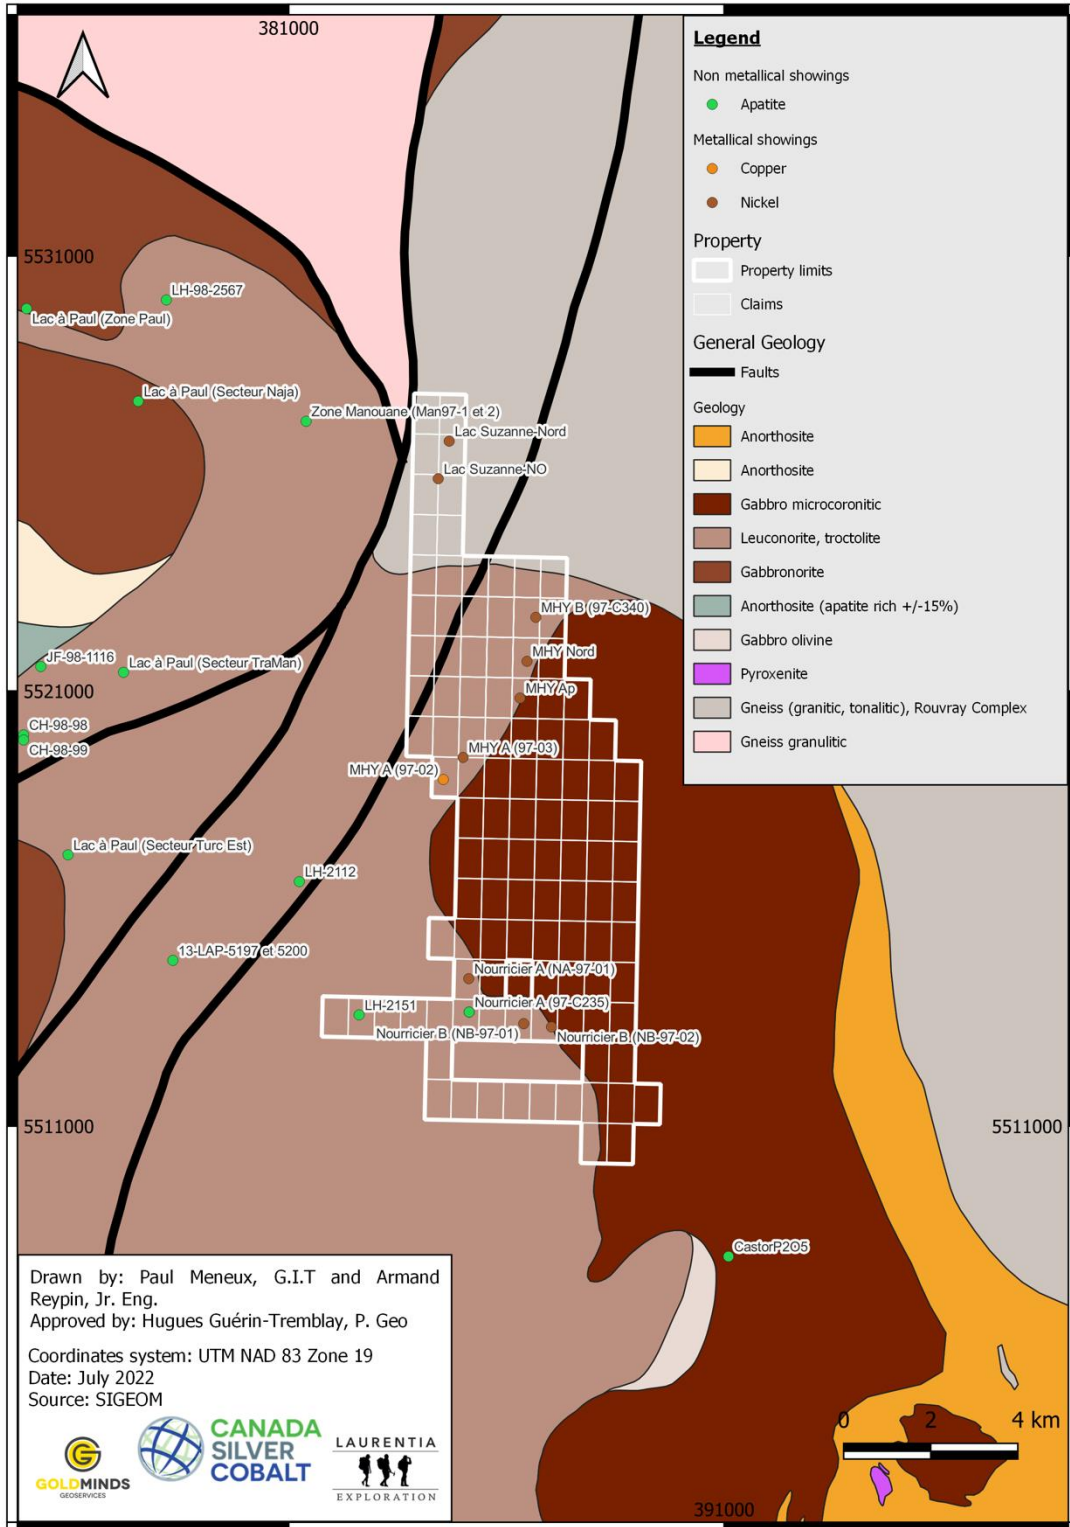 381000
Legend
Non metallical showings
Apatite
Metallical showings
Copper
Nickel
Property
Property limits
Claims
General Geology
Faults
Geology
Anorthosite
Anorthosite
Gabbro microcoronitic
Leuconorite, troctolite
Gabbronorite
Anorthosite (apatite rich +/-15%)
Gabbro olivine
Pyroxenite
Gneiss (granitic, tonalitic), Rouvray Complex
Gneiss granulitic
5531000
LH-98-2567
Lac à Paul (Zone Paul)
Lac à Paul (Secteur Naja)
Zone Manouane (Man97-1 et 2)
Lac Suzanne-Nord
Lac Suzanne-NO
MHY B (97-C340)
MHY Nord
JF-98-1116
Lac à Paul (Secteur TraMan)
5521000
MHY Ap
CH-98-98
CH-98-99
MHY A (97-03)
MHY A (97-02)
Lac à Paul (Secteur Turc Est)
LH-2112
13-LAP-5197 et 5200
Nourricier A (NA-97-01)
LH-2151
Nourricier A (97-C235)
Nourricier B (NB-97-01)
Nourricier B (NB-97-02)
5511000
5511000
CastorP2O5
Drawn by: Paul Meneux, G.I.T and Armand
Reypin, Jr. Eng.
Approved by: Hugues Guérin-Tremblay, P. Geo
Coordinates system: UTM NAD 83 Zone 19
Date: July 2022
Source: SIGEOM
GOLDMINDS
GEOSERVICES
CANADA
SILVER
COBALT
LAURENTIA
EXPLORATION
0 2 4 km
391000